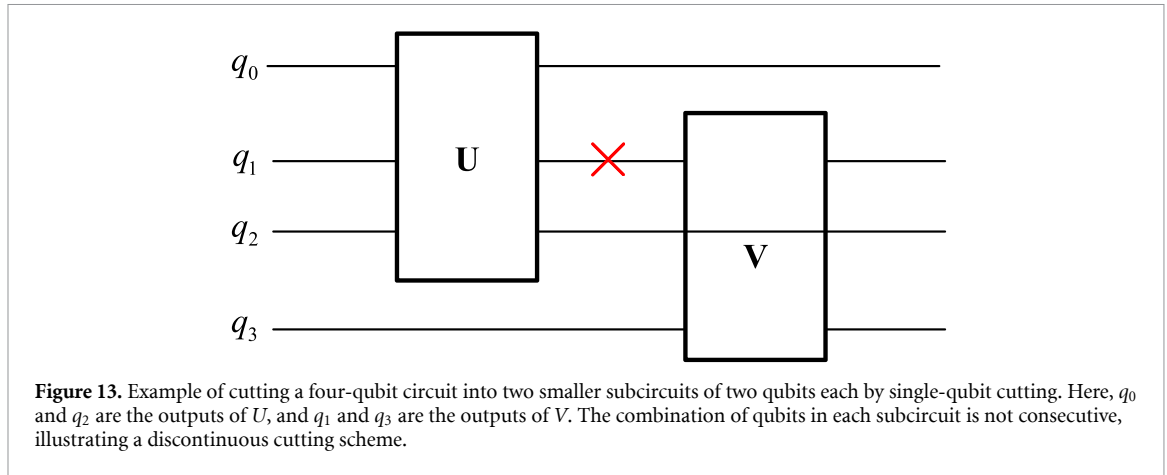 q0
U
q1
q2
V
q3
Figure 13. Example of cutting a four-qubit circuit into two smaller subcircuits of two qubits each by single-qubit cutting. Here, q0
and q2 are the outputs of U, and q1 and q3 are the outputs of V. The combination of qubits in each subcircuit is not consecutive,
illustrating a discontinuous cutting scheme.